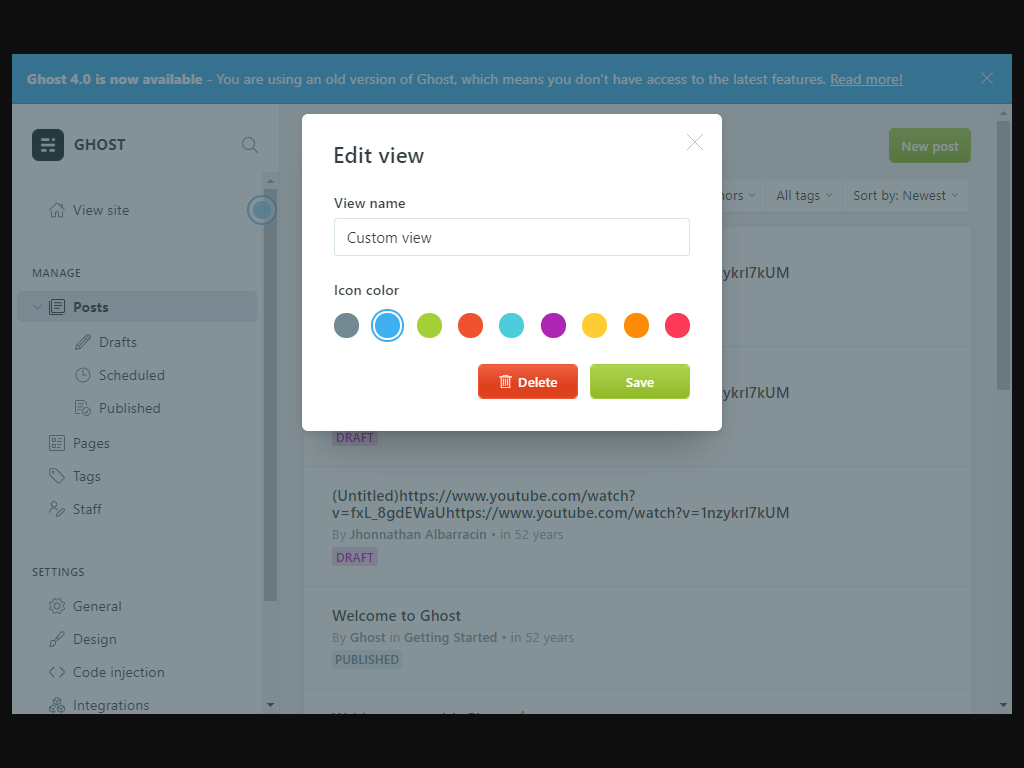 Ghost 4.0 is now available - You are using an old version of Ghost, which means you don't have access to the latest features. Read more!
GHOST
New post
View site
All tags
Sort by: Newest
MANAGE
Posts
Drafts
Scheduled
Published
Pages
Tags
Staff
SETTINGS
General
Design
Code injection
Integrations
Edit view
View name
Custom view
Icon color
Delete
Save
DRAFT
(Untitled)https://www.youtube.com/watch?
v=fxL_8gdEWaUhttps://www.youtube.com/watch?v=1nzykrI7kUM
By Jhonnathan Albarracin • in 52 years
DRAFT
Welcome to Ghost
By Ghost in Getting Started • in 52 years
PUBLISHED